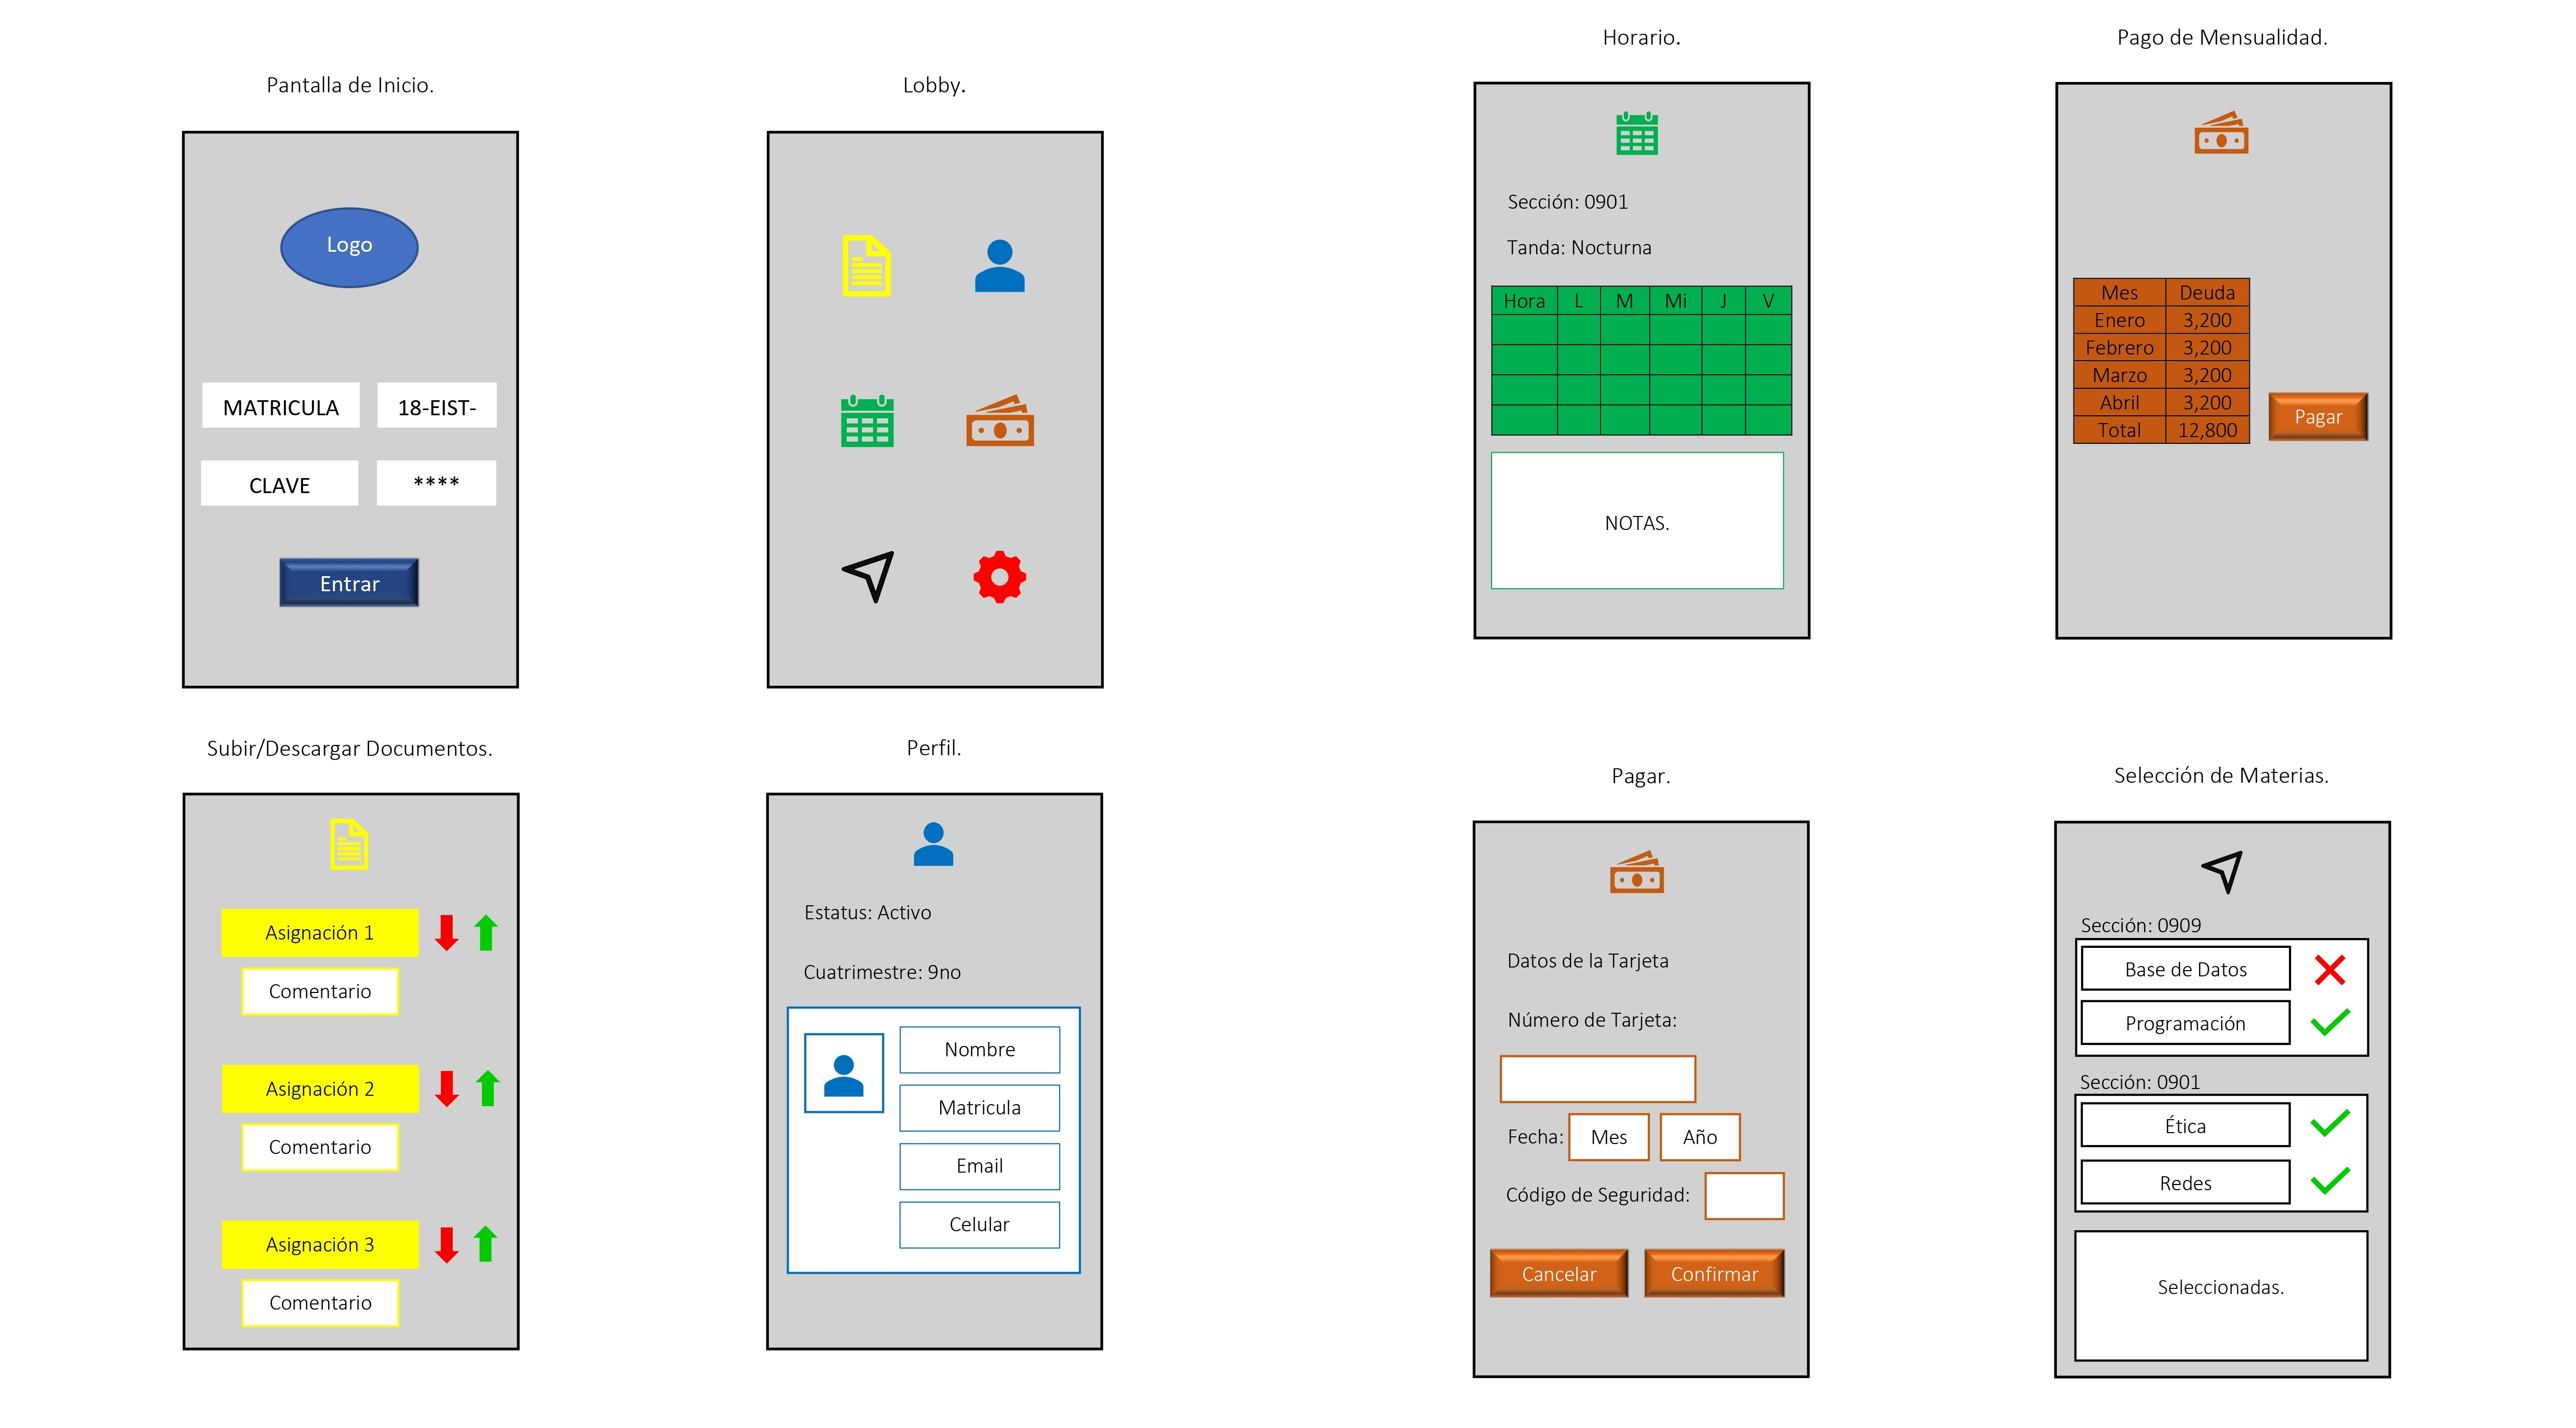 Pantalla de Inicio.
Logo
MATRICULA 18-EIST-
CLAVE ****
Entrar
Lobby.
Horario.
Sección: 0901
Tanda: Nocturna
Hora L M Mi J V
NOTAS.
Pago de Mensualidad.
Mes Deuda
Enero 3,200
Febrero 3,200
Marzo 3,200
Abril 3,200
Total 12,800
Pagar
Subir/Descargar Documentos.
Asignación 1
Comentario
Asignación 2
Comentario
Asignación 3
Comentario
Perfil.
Estatus: Activo
Cuatrimestre: 9no
Nombre
Matricula
Email
Celular
Pagar.
Datos de la Tarjeta
Número de Tarjeta:
Fecha: Mes Año
Código de Seguridad:
Cancelar Confirmar
Selección de Materias.
Sección: 0909
Base de Datos
Programación
Sección: 0901
Ética
Redes
Seleccionadas.